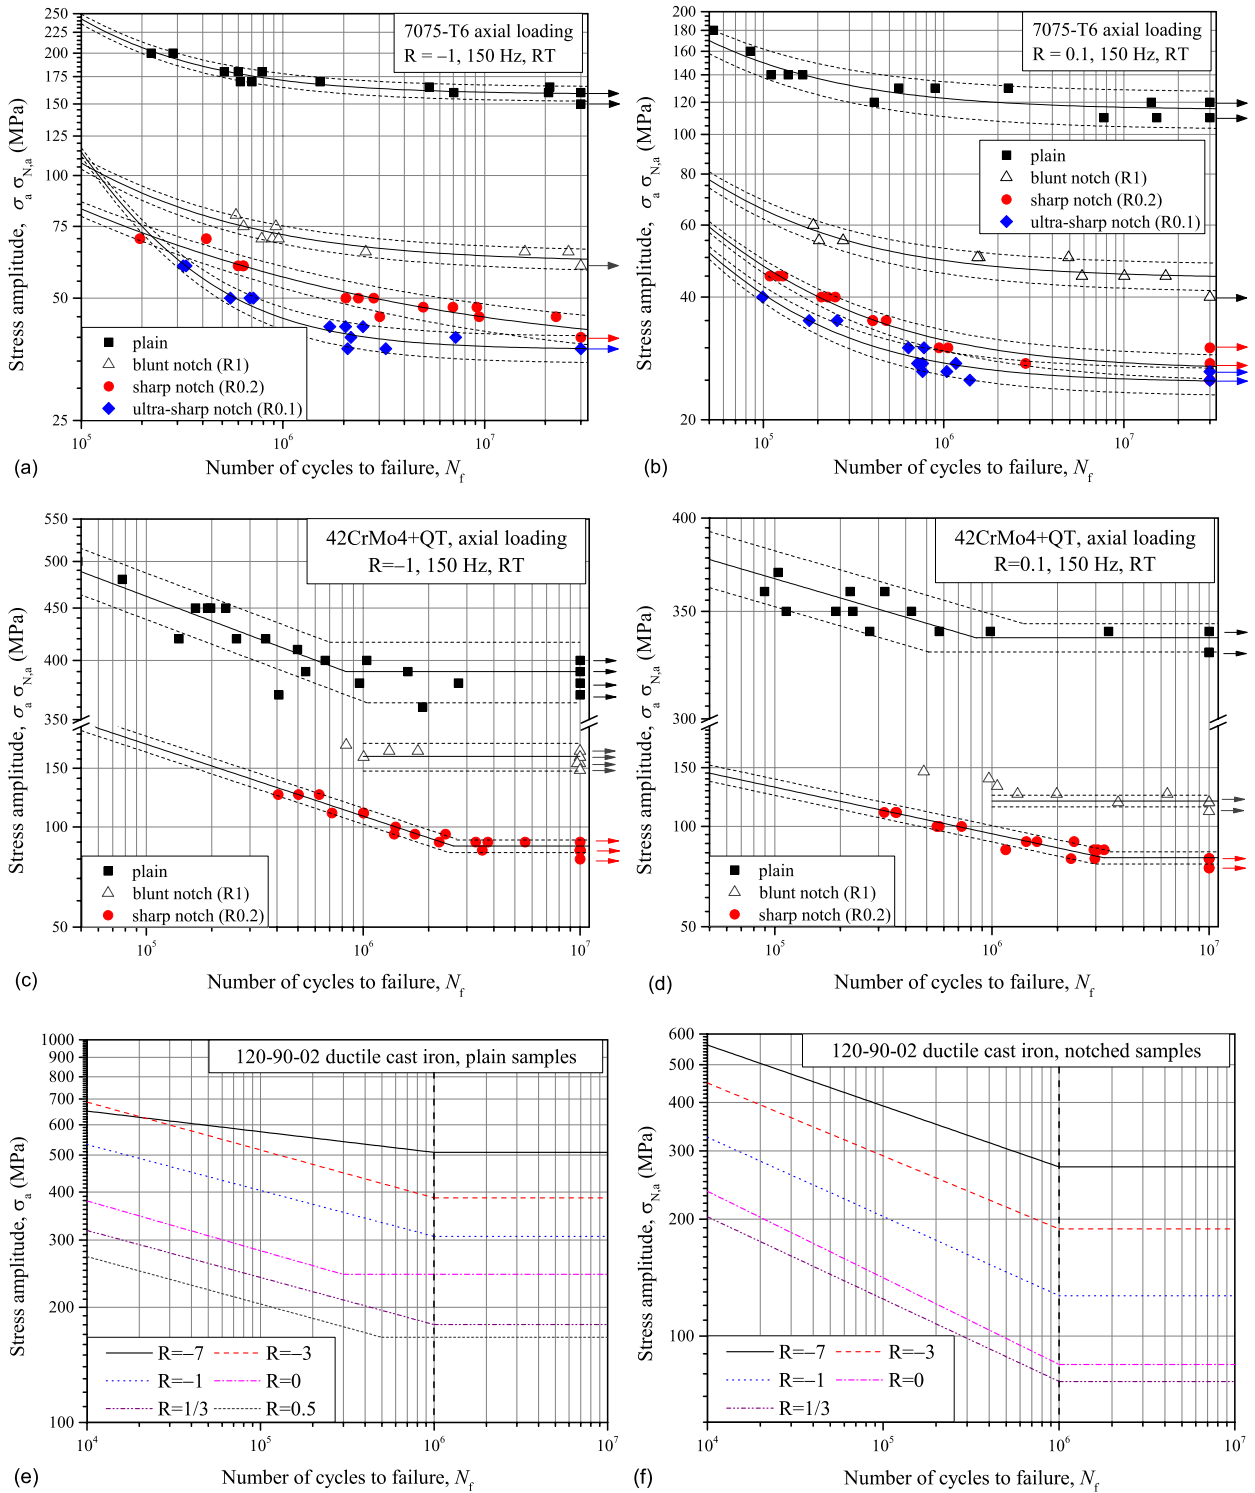 250
225
200
175
150
125
100
75
50
25
Stress amplitude, σa σN,a (MPa)
7075-T6 axial loading
R = –1, 150 Hz, RT
plain
blunt notch (R1)
sharp notch (R0.2)
ultra-sharp notch (R0.1)
10^5 10^6 10^7
(a) Number of cycles to failure, Nf
200
180
160
140
120
100
80
60
40
20
Stress amplitude, σa σN,a (MPa)
7075-T6 axial loading
R = 0.1, 150 Hz, RT
plain
blunt notch (R1)
sharp notch (R0.2)
ultra-sharp notch (R0.1)
10^5 10^6 10^7
(b) Number of cycles to failure, Nf
550
500
450
400
350
150
100
50
Stress amplitude, σa σN,a (MPa)
42CrMo4+QT, axial loading
R=–1, 150 Hz, RT
plain
blunt notch (R1)
sharp notch (R0.2)
10^5 10^6 10^7
(c) Number of cycles to failure, Nf
400
350
300
150
100
50
Stress amplitude, σa σN,a (MPa)
42CrMo4+QT, axial loading
R=0.1, 150 Hz, RT
plain
blunt notch (R1)
sharp notch (R0.2)
10^5 10^6 10^7
(d) Number of cycles to failure, Nf
1000
900
800
700
600
500
400
300
200
100
Stress amplitude, σa (MPa)
120-90-02 ductile cast iron, plain samples
R=–7 R=–3
R=–1 R=0
R=1/3 R=0.5
10^4 10^5 10^6 10^7
(e) Number of cycles to failure, Nf
600
500
400
300
200
100
Stress amplitude, σN,a (MPa)
120-90-02 ductile cast iron, notched samples
R=–7 R=–3
R=–1 R=0
R=1/3
10^4 10^5 10^6 10^7
(f) Number of cycles to failure, Nf